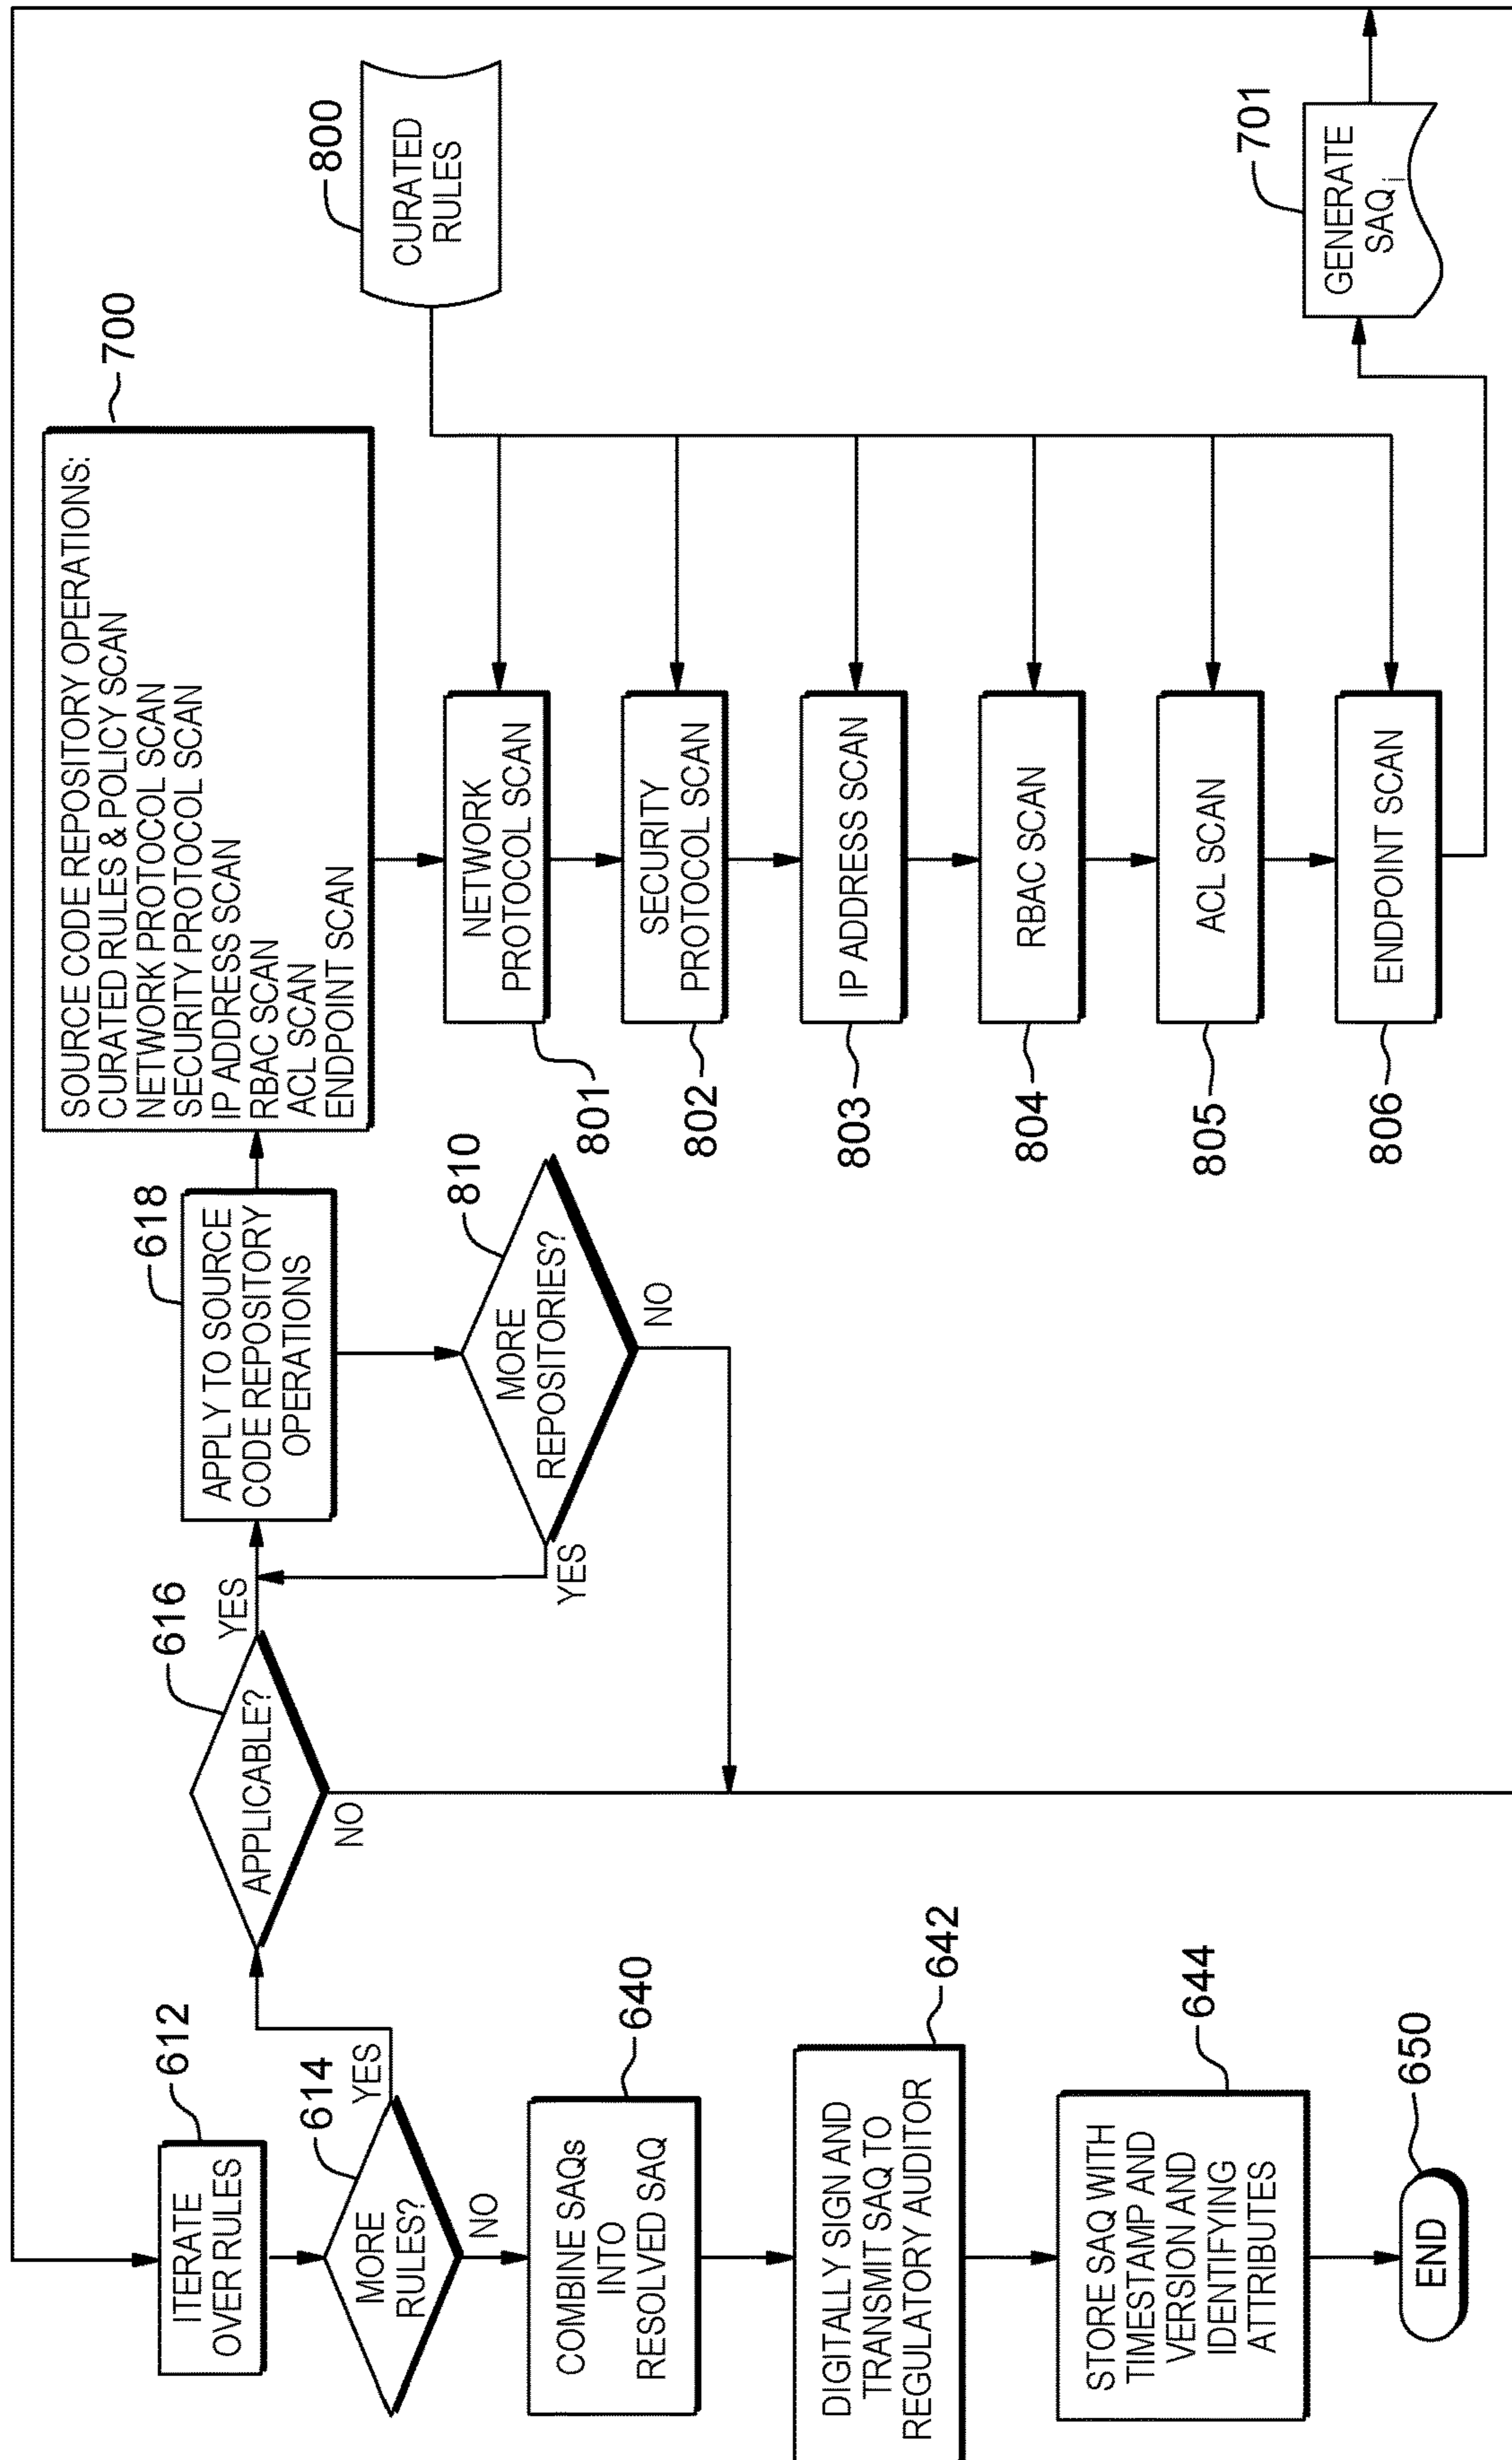 612
ITERATE
OVER RULES
614
MORE
RULES?
YES
NO
640
COMBINE SAQs
INTO
RESOLVED SAQ
642
DIGITALLY SIGN AND
TRANSMIT SAQ TO
REGULATORY AUDITOR
644
STORE SAQ WITH
TIMESTAMP AND
VERSION AND
IDENTIFYING
ATTRIBUTES
650
END
616
APPLICABLE?
YES
NO
618
APPLY TO SOURCE
CODE REPOSITORY
OPERATIONS
810
MORE
REPOSITORIES?
YES
NO
700
SOURCE CODE REPOSITORY OPERATIONS:
CURATED RULES & POLICY SCAN
NETWORK PROTOCOL SCAN
SECURITY PROTOCOL SCAN
IP ADDRESS SCAN
RBAC SCAN
ACL SCAN
ENDPOINT SCAN
NETWORK
PROTOCOL SCAN
801
SECURITY
PROTOCOL SCAN
802
IP ADDRESS SCAN
803
RBAC SCAN
804
ACL SCAN
805
ENDPOINT SCAN
806
800
CURATED
RULES
701
GENERATE
SAQi